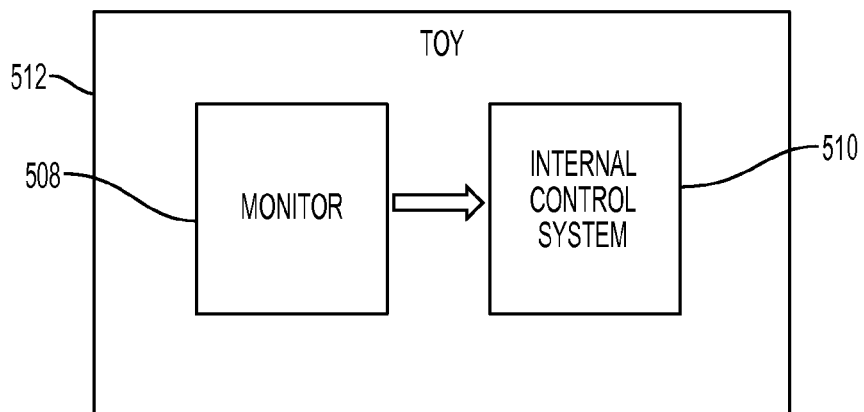 TOY
512
508
MONITOR
INTERNAL
CONTROL
SYSTEM
510